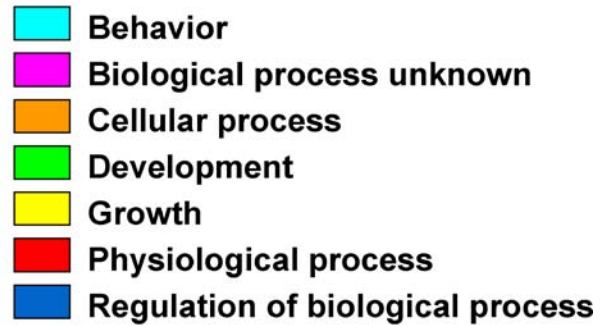 Behavior
Biological process unknown
Cellular process
Development
Growth
Physiological process
Regulation of biological process